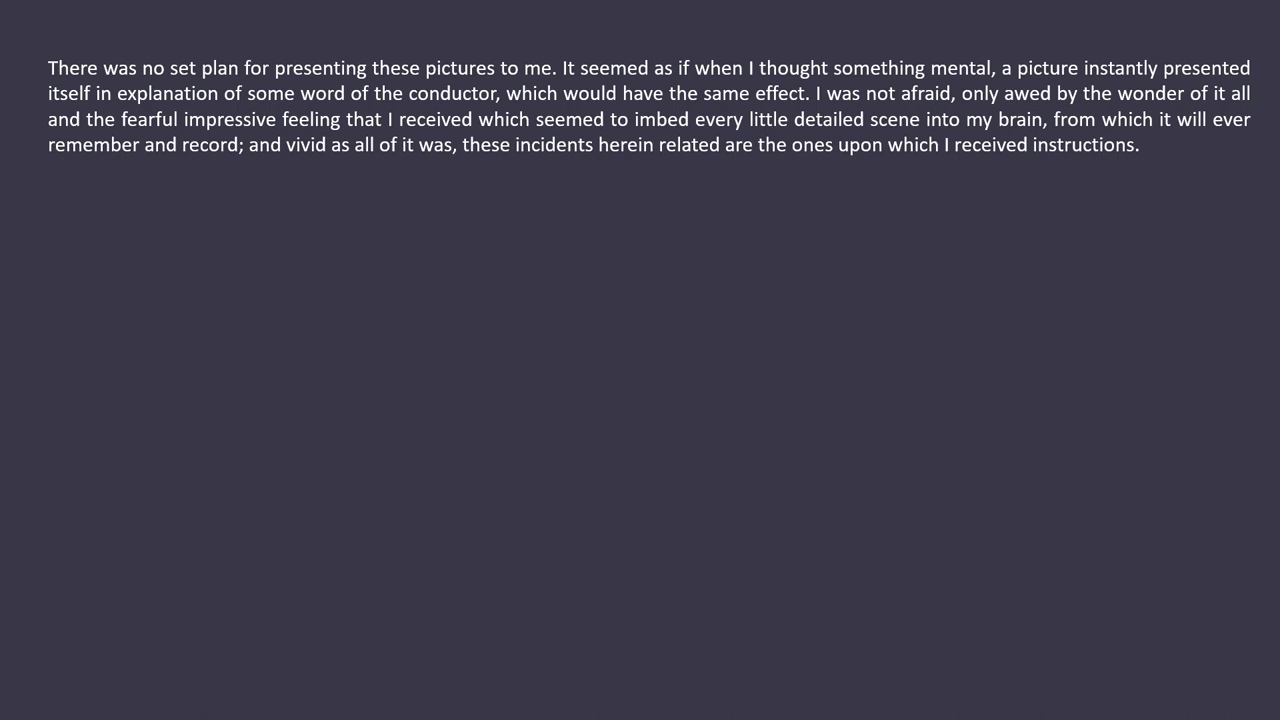 There was no set plan for presenting these pictures to me. It seemed as if when I thought something mental, a picture instantly presented
itself in explanation of some word of the conductor, which would have the same effect. I was not afraid, only awed by the wonder of it all
and the fearful impressive feeling that I received which seemed to imbed every little detailed scene into my brain, from which it will ever
remember and record; and vivid as all of it was, these incidents herein related are the ones upon which I received instructions.